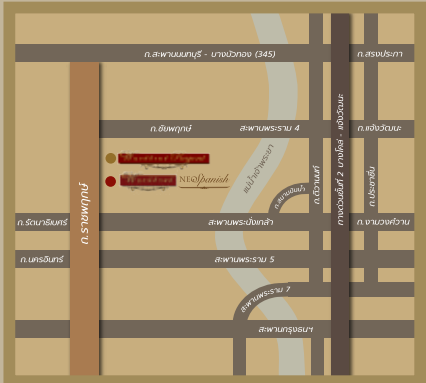 ถ.สะพานนนทบุรี - บางบัวทอง (345)
ถ.สรงประภา
ถ.ชัยพฤกษ์
สะพานพระราม 4
ถ.แจ้งวัฒนะ
ทางด่วนขั้นที่ 2 บางโคล่ - แจ้งวัฒนะ
แม่น้ำเจ้าพระยา
NEO Spanish
ถ.ราชพฤกษ์
ถ.ติวานนท์
ถ.ประชาชื่น
ถ.สนามบินน้ำ
ถ.รัตนาธิเบศร์
สะพานพระนั่งเกล้า
ถ.งามวงศ์วาน
ถ.นครอินทร์
สะพานพระราม 5
สะพานพระราม 7
สะพานกรุงธนฯ